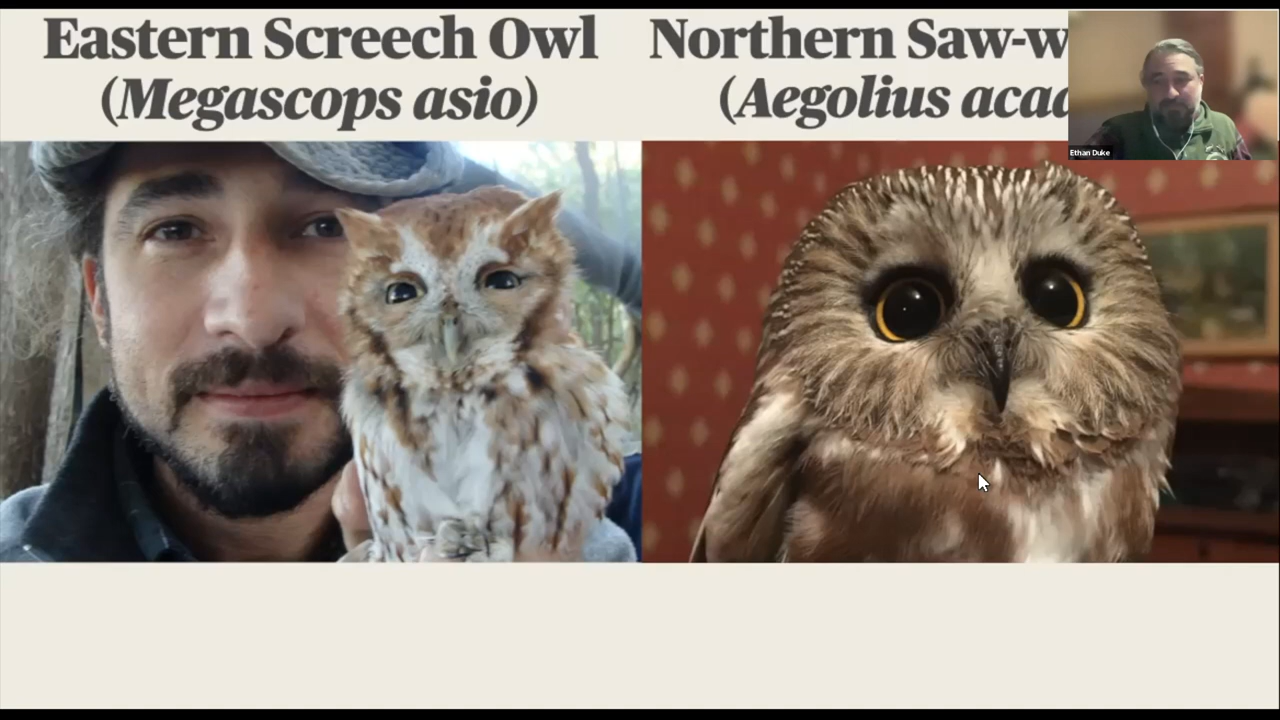 Eastern Screech Owl
(Megascops asio)
Northern Saw-w
(Aegolius acad
Ethan Duke